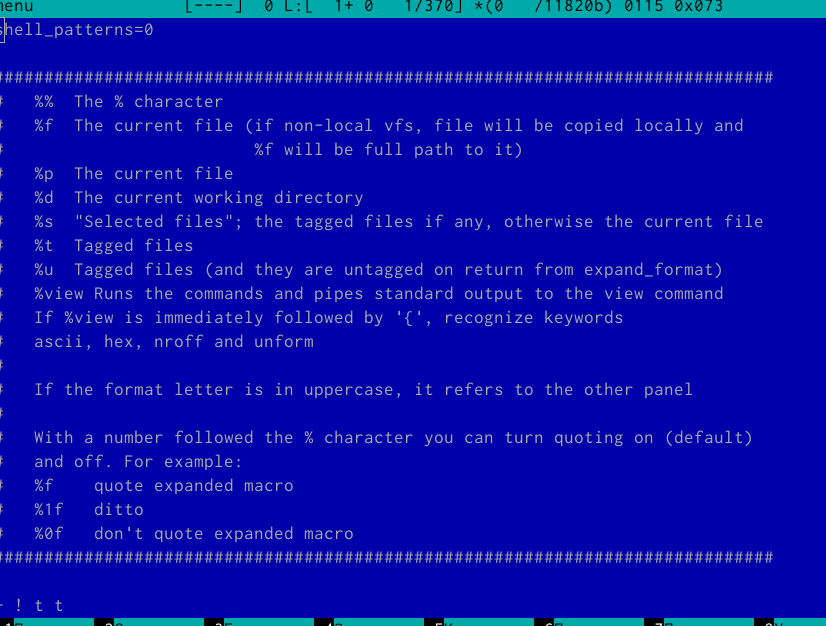 menu [----] 0 L:[ 1+ 0 1/370] *(0 /11820b) 0115 0x073
shell_patterns=0
##############################################################################
# %% The % character
# %f The current file (if non-local vfs, file will be copied locally and
# %f will be full path to it)
# %p The current file
# %d The current working directory
# %s "Selected files"; the tagged files if any, otherwise the current file
# %t Tagged files
# %u Tagged files (and they are untagged on return from expand_format)
# %view Runs the commands and pipes standard output to the view command
# If %view is immediately followed by '{', recognize keywords
# ascii, hex, nroff and unform
#
# If the format letter is in uppercase, it refers to the other panel
#
# With a number followed the % character you can turn quoting on (default)
# and off. For example:
# %f quote expanded macro
# %1f ditto
# %0f don't quote expanded macro
##############################################################################
+ ! t t